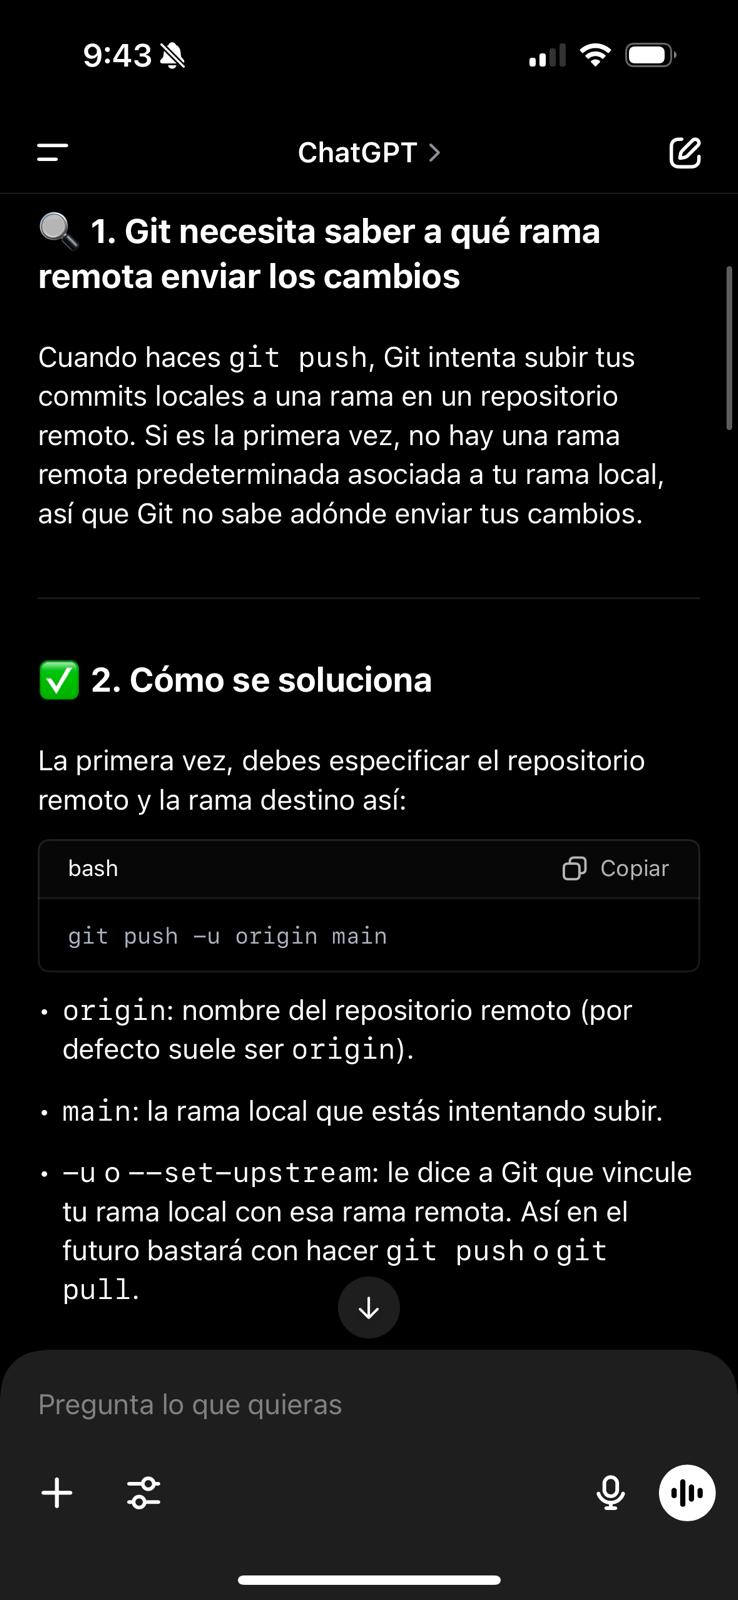 9:43
ChatGPT
1. Git necesita saber a qué rama
remota enviar los cambios
Cuando haces git push, Git intenta subir tus
commits locales a una rama en un repositorio
remoto. Si es la primera vez, no hay una rama
remota predeterminada asociada a tu rama local,
así que Git no sabe adónde enviar tus cambios.
2. Cómo se soluciona
La primera vez, debes especificar el repositorio
remoto y la rama destino así:
bash
Copiar
git push -u origin main
• origin: nombre del repositorio remoto (por
defecto suele ser origin).
• main: la rama local que estás intentando subir.
• -u o --set-upstream: le dice a Git que vincule
tu rama local con esa rama remota. Así en el
futuro bastará con hacer git push o git
pull.
Pregunta lo que quieras